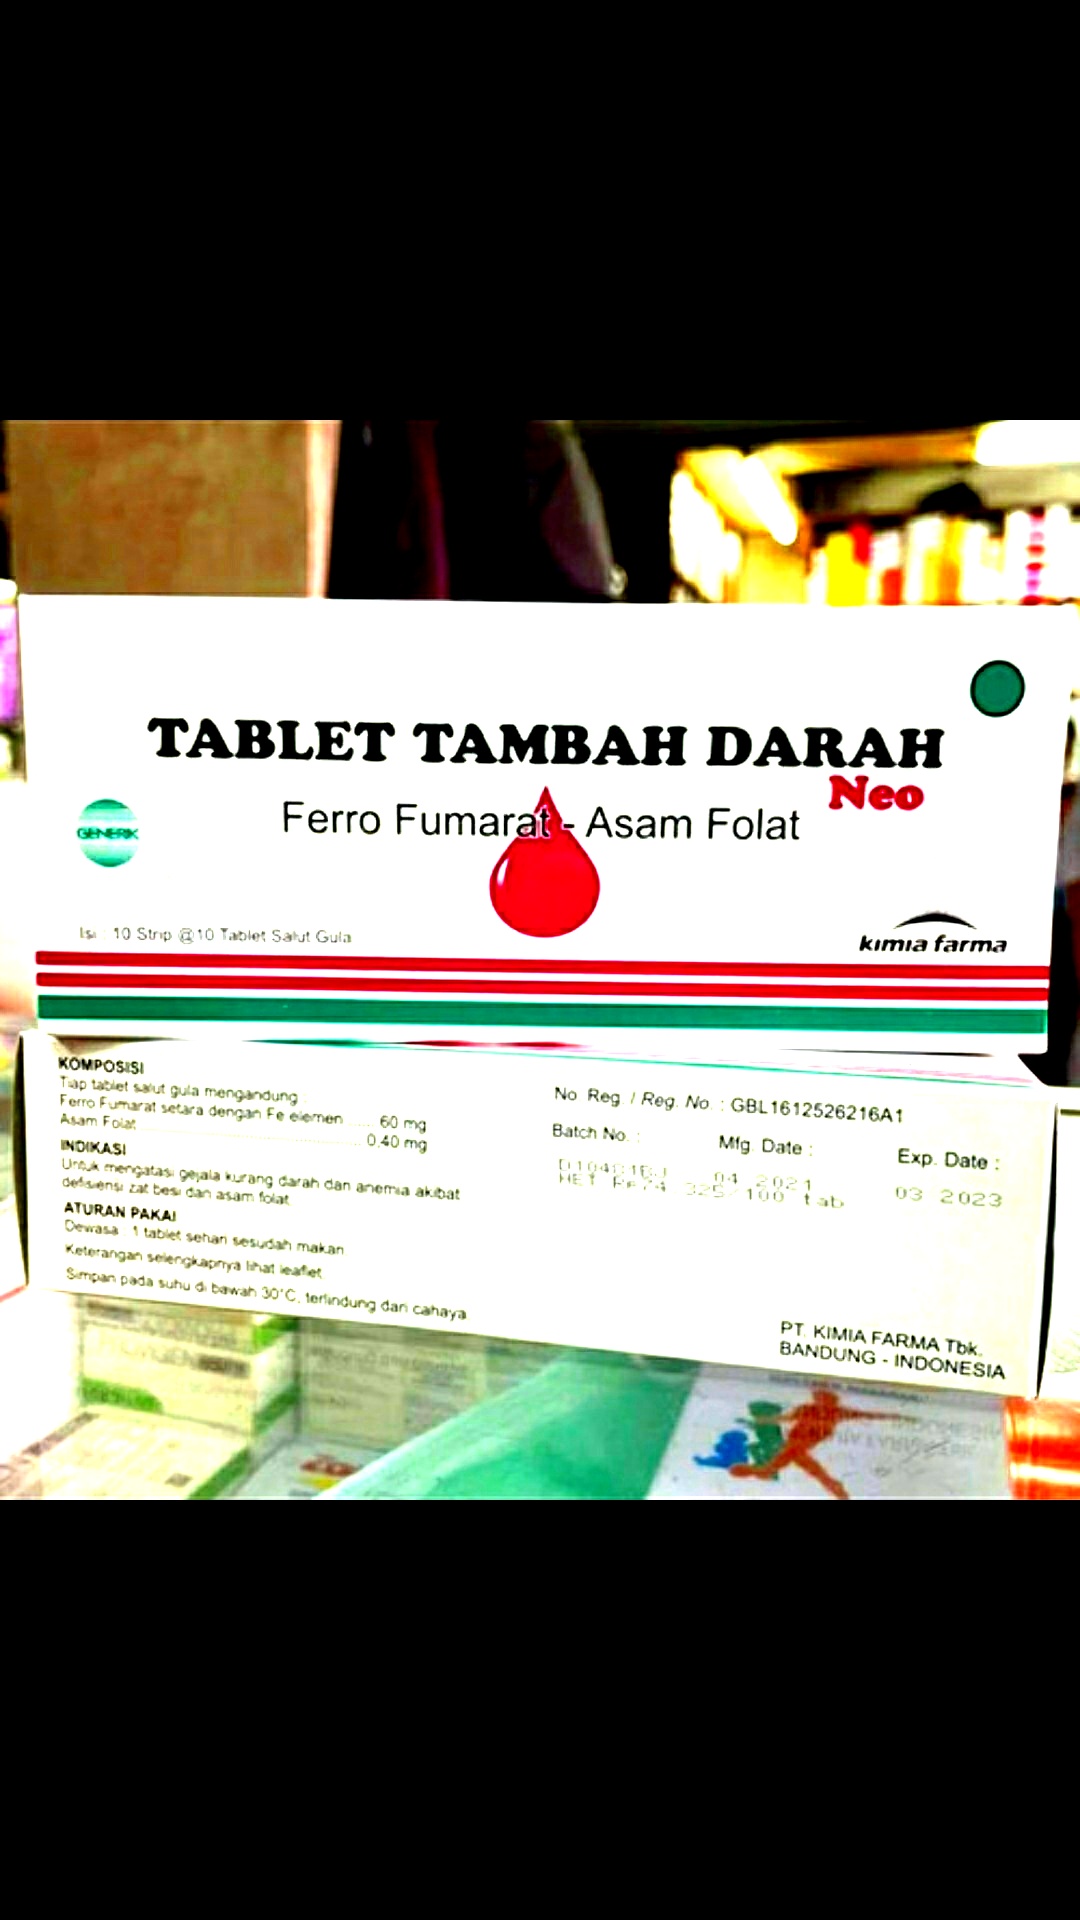 TABLET TAMBAH DARAH
Neo
Ferro Fumarat - Asam Folat
GENERIK
Isi : 10 Strip @10 Tablet Salut Gula
kimia farma
KOMPOSISI
Tiap tablet salut gula mengandung
Ferro Fumarat setara dengan Fe elemen ...... 60 mg
Asam Folat ...................... 0,40 mg
INDIKASI
Untuk mengatasi gejala kurang darah dan anemia akibat
defisiensi zat besi dan asam folat
ATURAN PAKAI
Dewasa : 1 tablet sehari sesudah makan
Keterangan selengkapnya lihat leaflet
Simpan pada suhu di bawah 30°C, terlindung dari cahaya
No. Reg. / Reg. No. : GBL1612526216A1
Batch No. : Mfg. Date : Exp. Date :
04 2021 03 2023
HET 325/100 tab
PT. KIMIA FARMA Tbk.
BANDUNG - INDONESIA